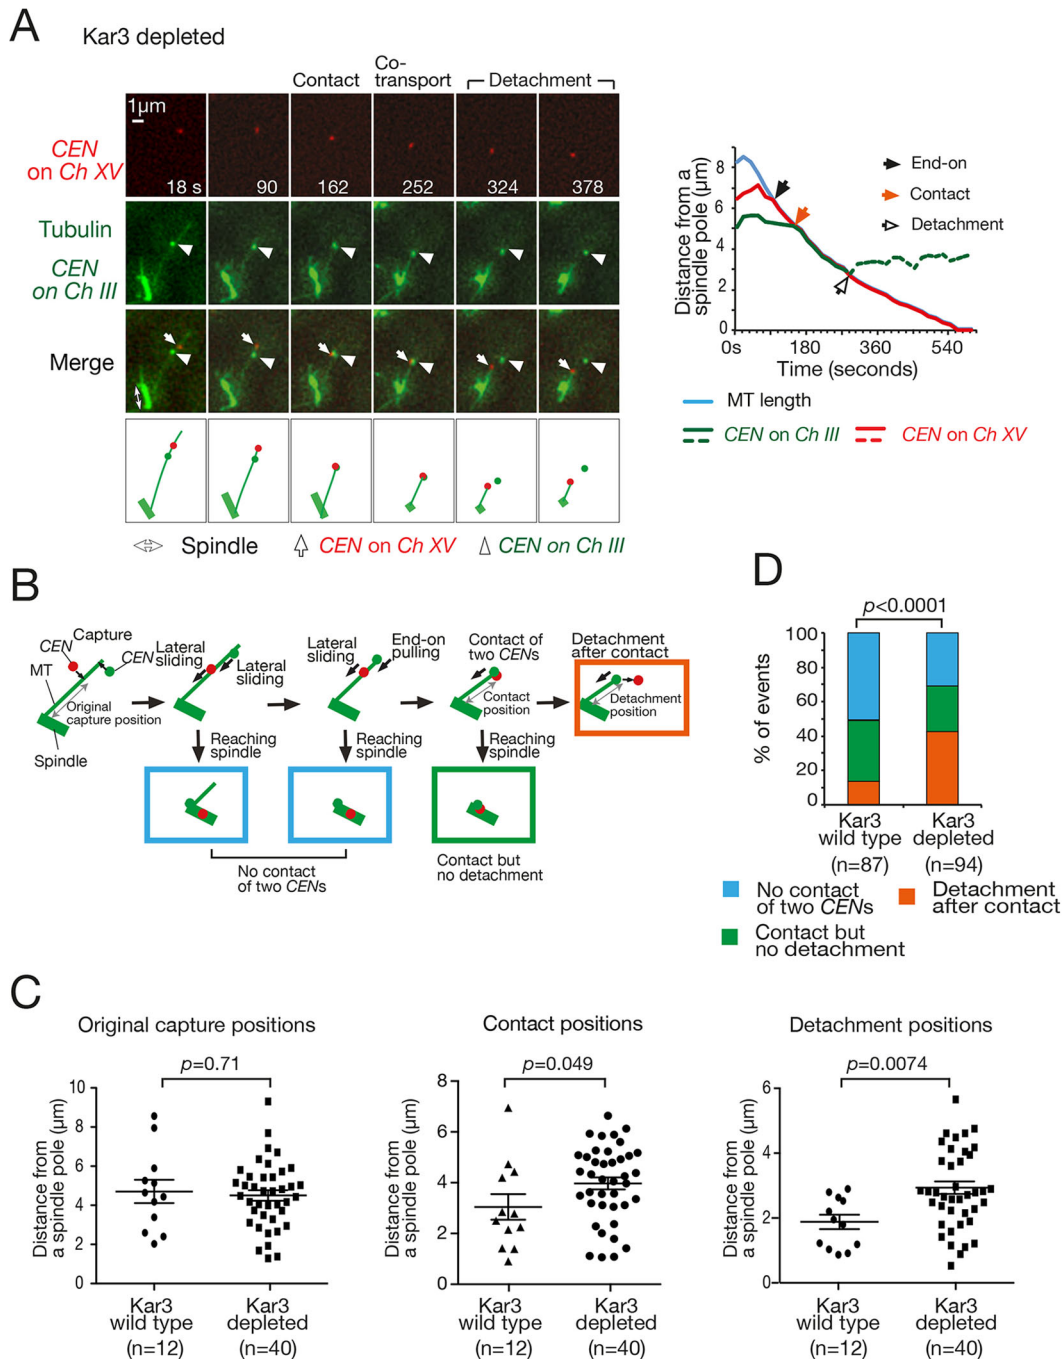 A
Kar3 depleted
Contact
Co-
transport
Detachment
1μm
CEN
on Ch XV
18 s
90
162
252
324
378
Tubulin
CEN
on Ch III
Merge
Spindle
CEN on Ch XV
CEN on Ch III
Distance from a
spindle pole (μm)
8
6
4
2
0
0s
180
360
540
Time (seconds)
End-on
Contact
Detachment
MT length
CEN on Ch III
CEN on Ch XV
B
Capture
CEN
CEN
MT
Original
capture position
Spindle
Lateral
sliding
Lateral
sliding
Lateral
sliding
End-on
pulling
Contact of
two CENs
Contact
position
Detachment
after contact
Detachment
position
Reaching
spindle
Reaching
spindle
Reaching
spindle
No contact
of two CENs
Contact but
no detachment
D
p<0.0001
% of events
100
80
60
40
20
0
Kar3
wild type
(n=87)
Kar3
depleted
(n=94)
No contact
of two CENs
Detachment
after contact
Contact but
no detachment
C
Original capture positions
p=0.71
Distance from
a spindle pole (μm)
10
8
6
4
2
0
Kar3
wild type
(n=12)
Kar3
depleted
(n=40)
Contact positions
p=0.049
Distance from
a spindle pole (μm)
8
6
4
2
0
Kar3
wild type
(n=12)
Kar3
depleted
(n=40)
Detachment positions
p=0.0074
Distance from
a spindle pole (μm)
6
4
2
0
Kar3
wild type
(n=12)
Kar3
depleted
(n=40)